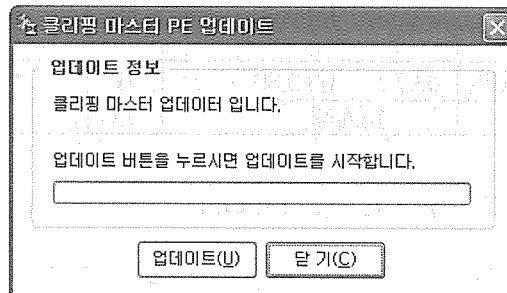 클리핑 마스터 PE 업데이트
업데이트 정보
클리핑 마스터 업데이터 입니다.
업데이트 버튼을 누르시면 업데이트를 시작합니다.
업데이트(U) 닫 기(C)